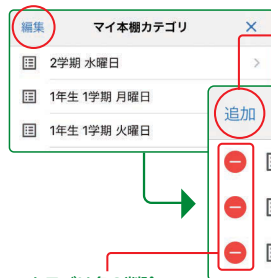 編集 マイ本棚カテゴリ ×
2学期 水曜日
1年生 1学期 月曜日
1年生 1学期 火曜日
追加